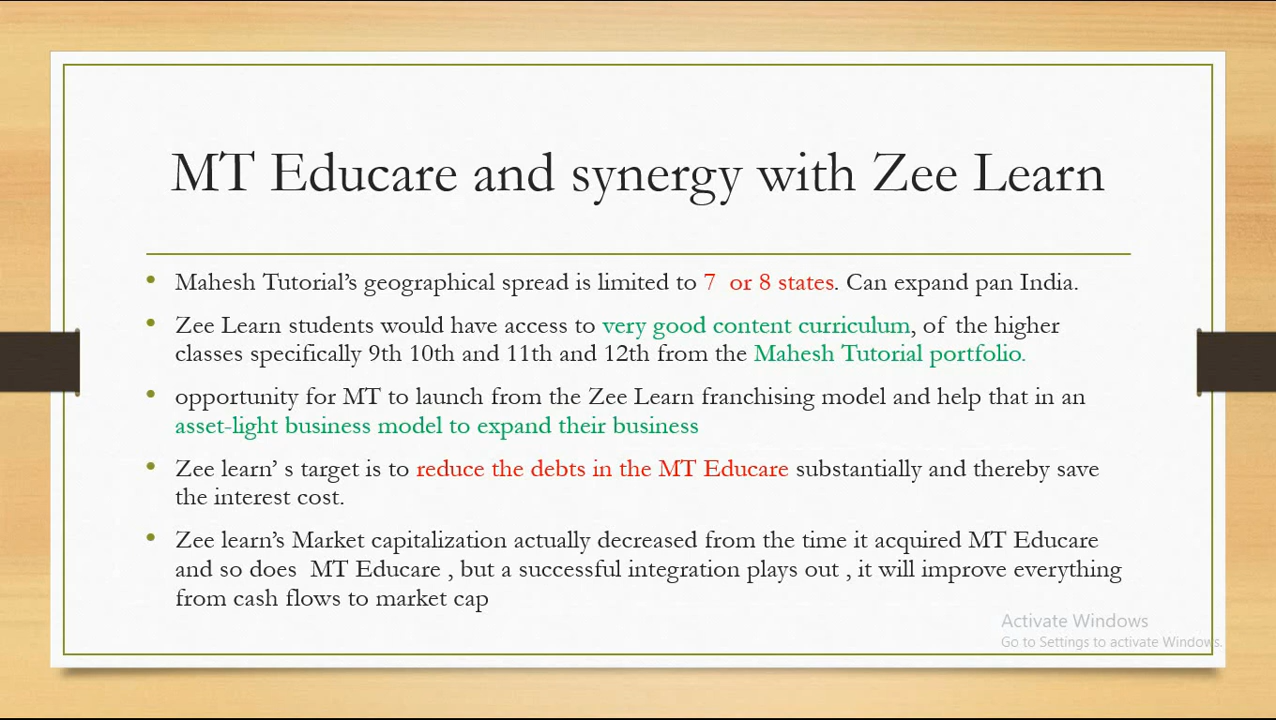 MT Educare and synergy with Zee Learn
• Mahesh Tutorial's geographical spread is limited to 7 or 8 states. Can expand pan India.
• Zee Learn students would have access to very good content curriculum, of the higher
classes specifically 9th 10th and 11th and 12th from the Mahesh Tutorial portfolio.
• opportunity for MT to launch from the Zee Learn franchising model and help that in an
asset-light business model to expand their business
• Zee learn' s target is to reduce the debts in the MT Educare substantially and thereby save
the interest cost.
• Zee learn's Market capitalization actually decreased from the time it acquired MT Educare
and so does MT Educare , but a successful integration plays out , it will improve everything
from cash flows to market cap
Activate Windows
Go to Settings to activate Windows.